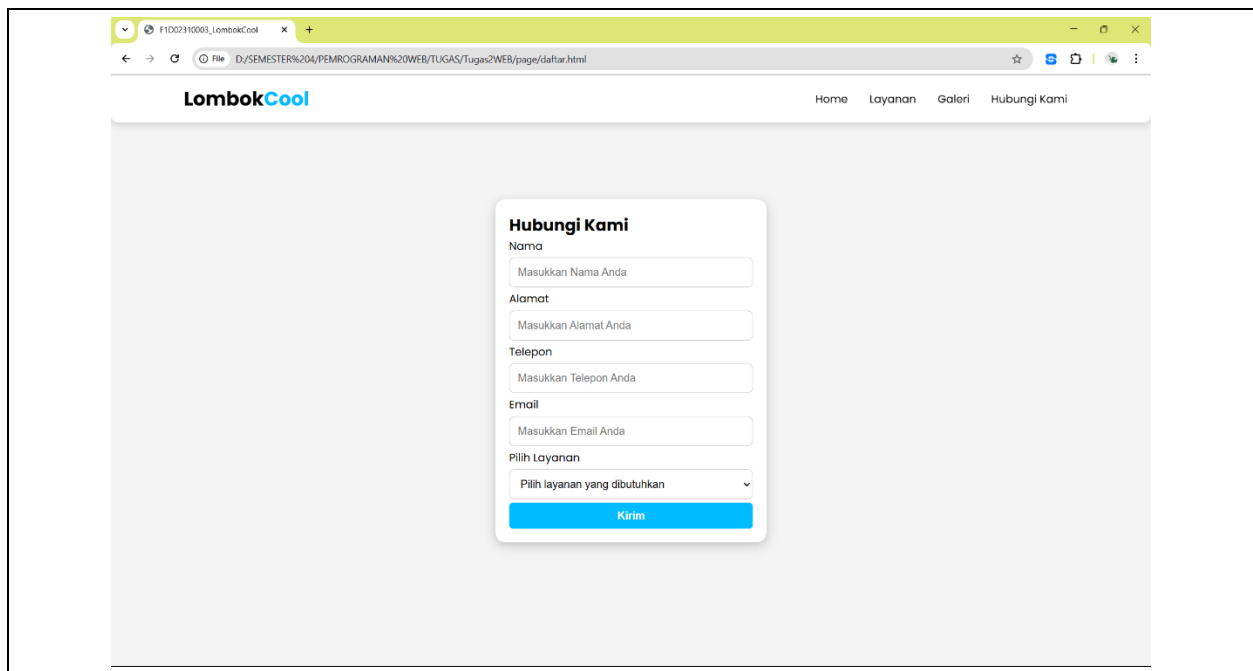 F1D02310003_LombokCool
File D:/SEMESTER%204/PEMROGRAMAN%20WEB/TUGAS/Tugas2WEB/page/daftar.html
LombokCool Home Layanan Galeri Hubungi Kami
Hubungi Kami
Nama
Masukkan Nama Anda
Alamat
Masukkan Alamat Anda
Telepon
Masukkan Telepon Anda
Email
Masukkan Email Anda
Pilih Layanan
Pilih layanan yang dibutuhkan
Kirim